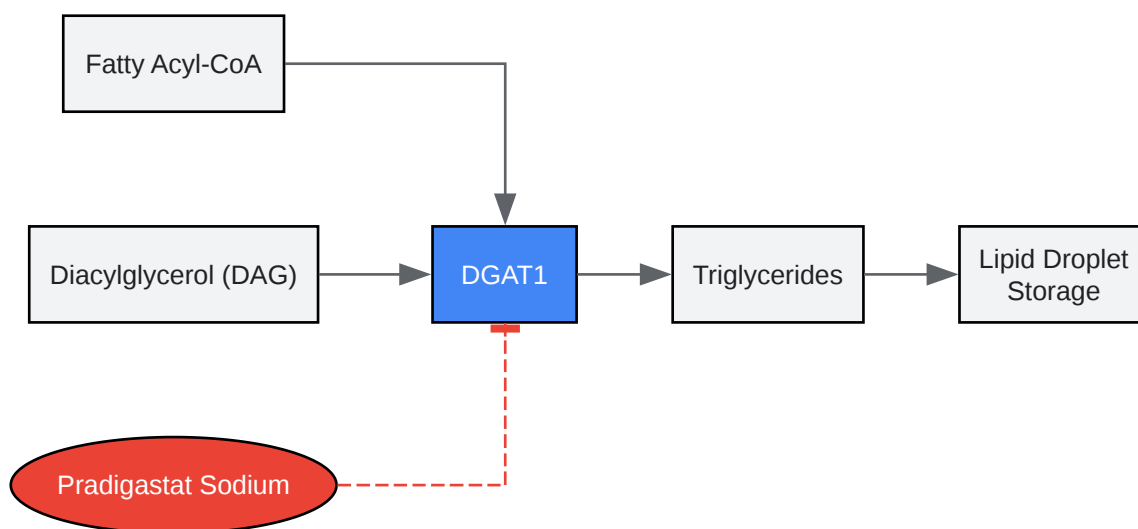 Fatty Acyl-CoA
Diacylglycerol (DAG)
DGAT1
Triglycerides
Lipid Droplet
Storage
Pradigastat Sodium